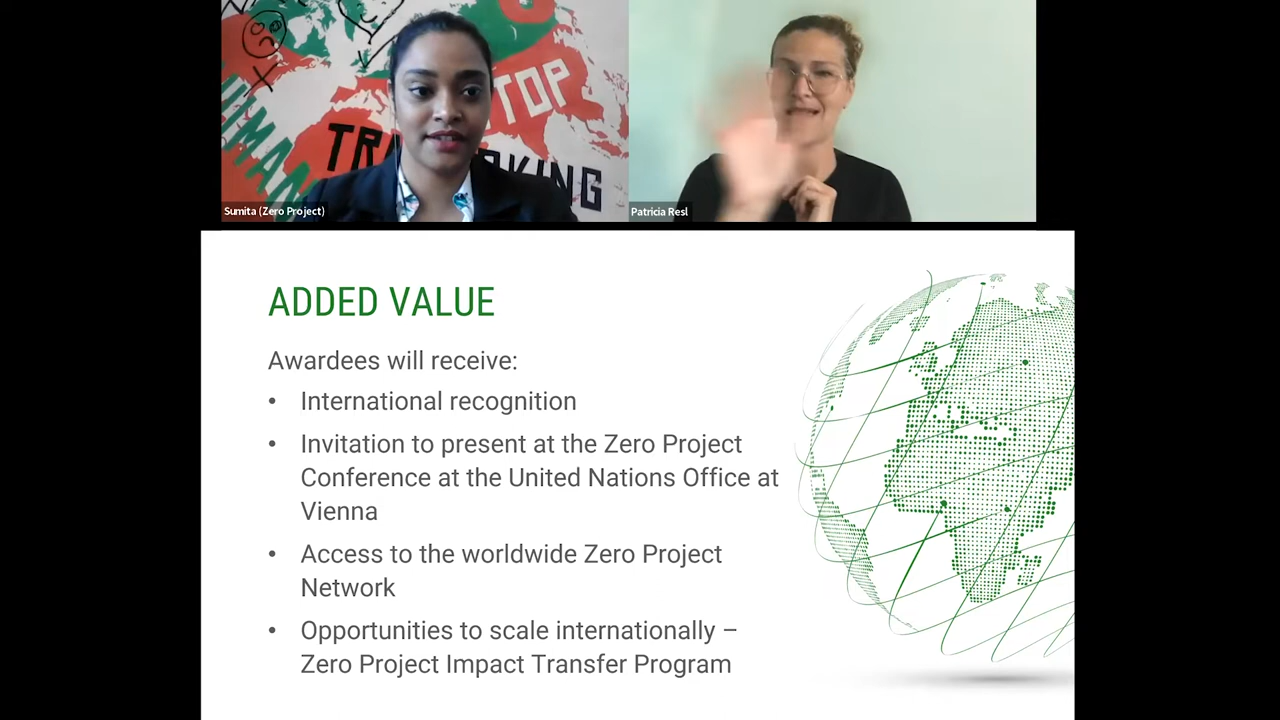 HUMAN
STOP
TRAFFICKING
Sumita (Zero Project)
Patricia Resl
ADDED VALUE
Awardees will receive:
• International recognition
• Invitation to present at the Zero Project
Conference at the United Nations Office at
Vienna
• Access to the worldwide Zero Project
Network
• Opportunities to scale internationally –
Zero Project Impact Transfer Program